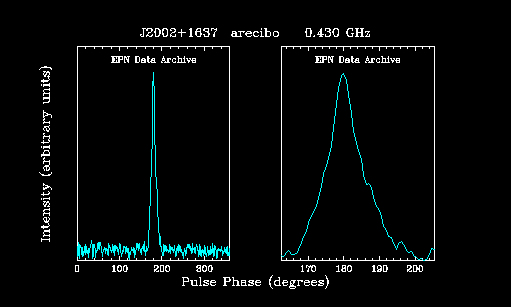 J2002+1637 arecibo 0.430 GHz
EPN Data Archive
EPN Data Archive
Intensity (arbitrary units)
0 100 200 300
170 180 190 200
Pulse Phase (degrees)